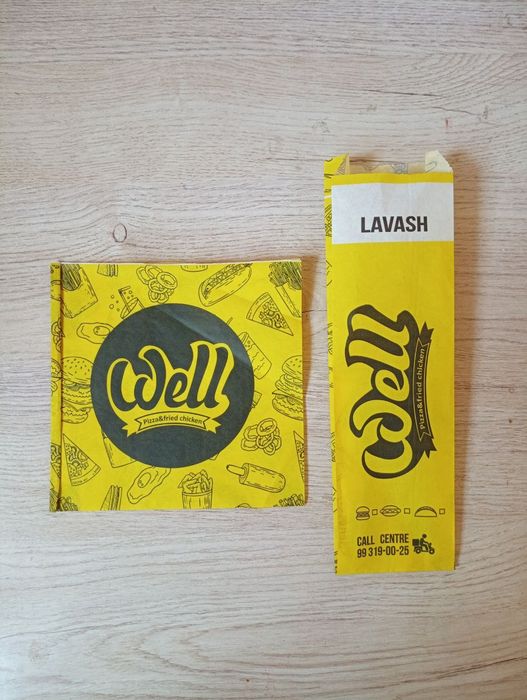 Well
Pizza&fried chicken
LAVASH
Well
Pizza&fried chicken
CALL CENTRE
99 319-00-25